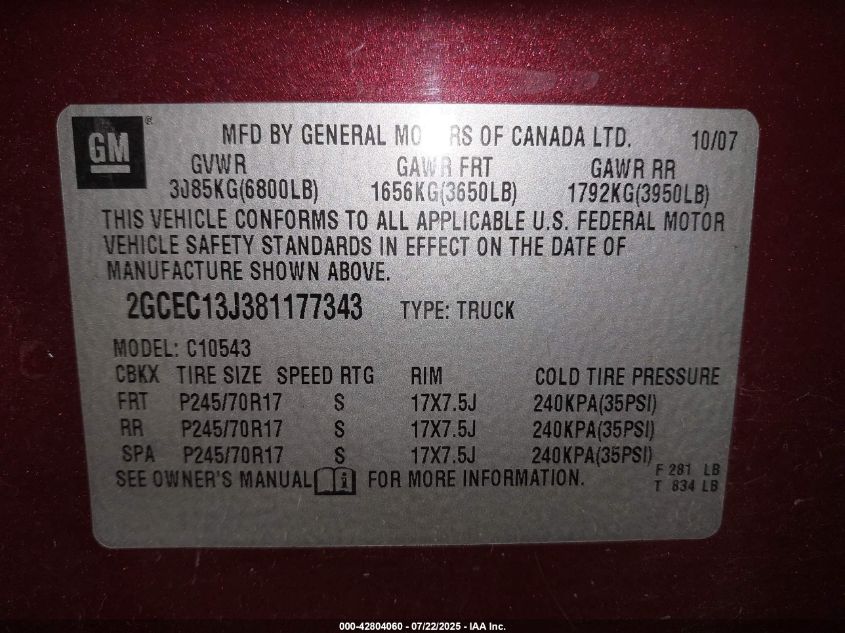 GM ®
MFD BY GENERAL MO RS OF CANADA LTD. 10/07
GVWR GAWR FRT GAWR RR
3085KG(6800LB) 1656KG(3650LB) 1792KG(3950LB)
THIS VEHICLE CONFORMS TO ALL APPLICABLE U.S. FEDERAL MOTOR
VEHICLE SAFETY STANDARDS IN EFFECT ON THE DATE OF
MANUFACTURE SHOWN ABOVE.
2GCEC13J381177343 TYPE: TRUCK
MODEL: C10543
CBKX TIRE SIZE SPEED RTG RIM COLD TIRE PRESSURE
FRT P245/70R17 S 17X7.5J 240KPA(35PSI)
RR P245/70R17 S 17X7.5J 240KPA(35PSI)
SPA P245/70R17 S 17X7.5J 240KPA(35PSI)
SEE OWNER'S MANUAL FOR MORE INFORMATION.
F 281 LB
T 834 LB
000-42804060 - 07/22/2025 - IAA Inc.